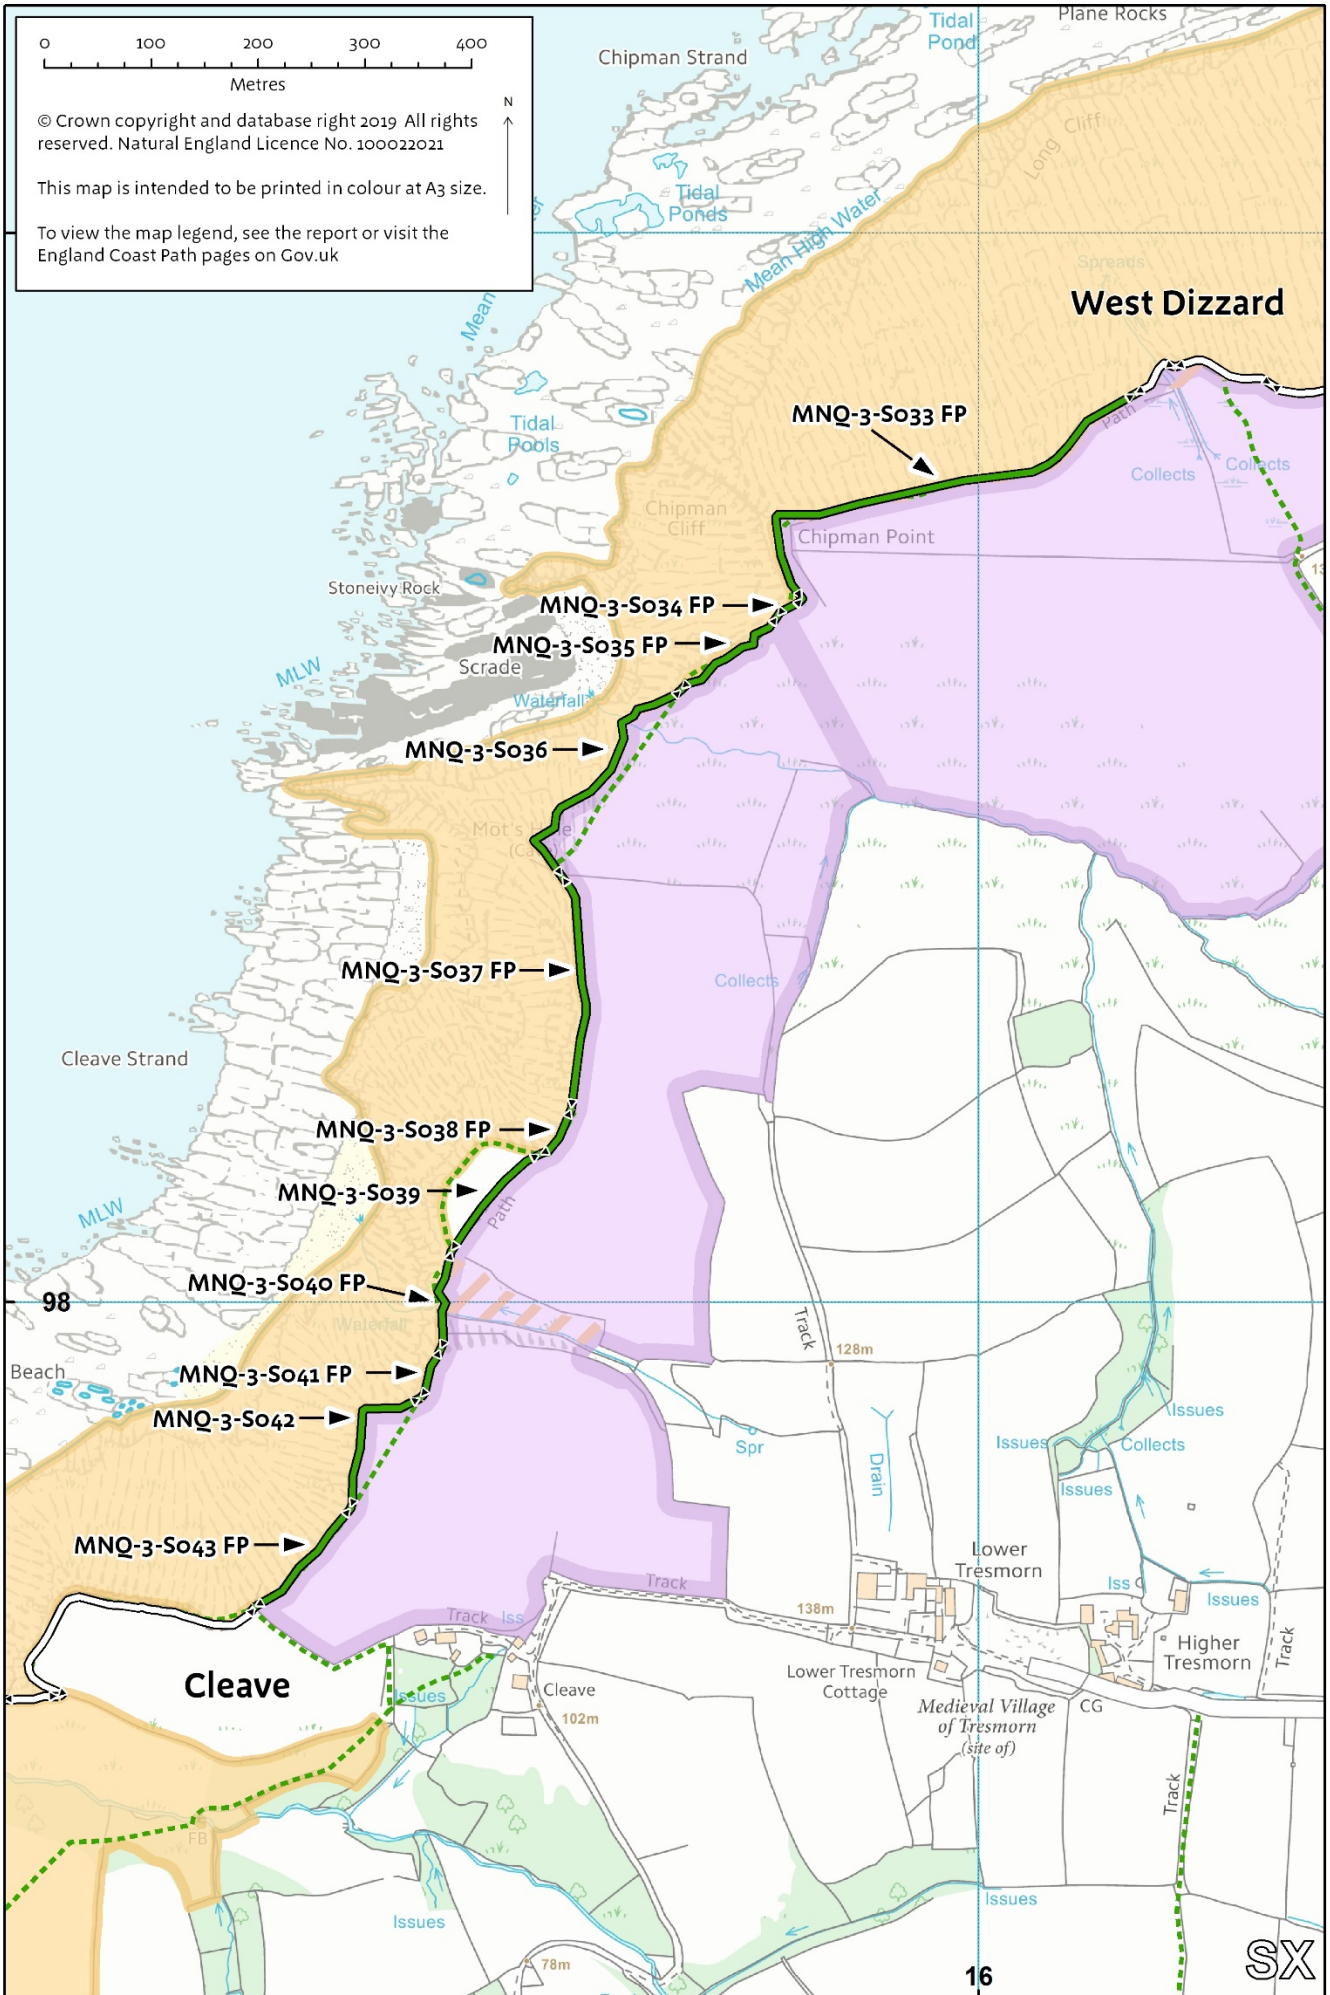 0 100 200 300 400
Metres
N
© Crown copyright and database right 2019 All rights
reserved. Natural England Licence No. 100022021
This map is intended to be printed in colour at A3 size.
To view the map legend, see the report or visit the
England Coast Path pages on Gov.uk
Tidal
Pond
Plane Rocks
Chipman Strand
Long Cliff
Tidal
Ponds
Mean High Water
Mean
Spreads
West Dizzard
MNQ-3-S033 FP
Path
Tidal
Pools
Collects
Collects
Chipman
Cliff
Chipman Point
Stoneivy Rock
MNQ-3-S034 FP
MNQ-3-S035 FP
Scrade
MLW
Waterfall
MNQ-3-S036
MNQ-3-S037 FP
Collects
Cleave Strand
MNQ-3-S038 FP
MNQ-3-S039
Path
MLW
MNQ-3-S040 FP
98
Waterfall
Track
128m
Beach
MNQ-3-S041 FP
MNQ-3-S042
Spr
Drain
Issues
Issues
Collects
Issues
MNQ-3-S043 FP
Lower
Tresmorn
Track
Iss
Issues
138m
Track
Iss
Higher
Tresmorn
Track
Cleave
Lower Tresmorn
Cottage
Issues
Cleave
102m
Medieval Village
of Tresmorn
(site of)
CG
Track
FB
Issues
Issues
78m
16
SX